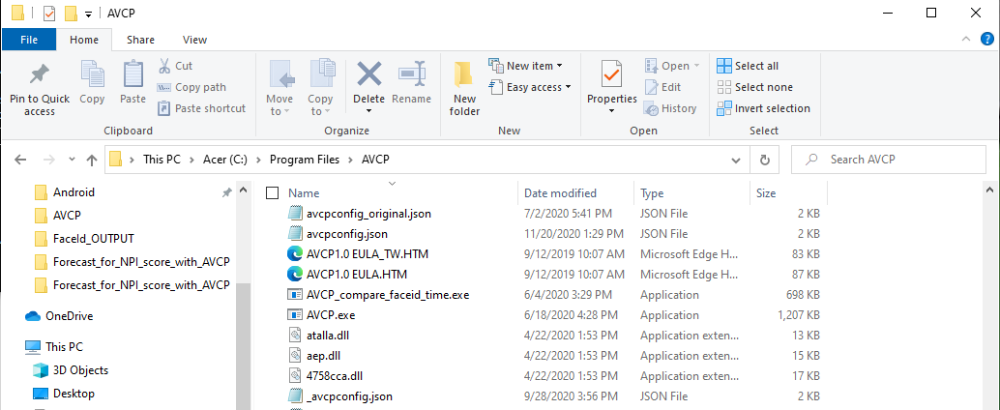 AVCP
File Home Share View
Pin to Quick access
Copy
Paste
Cut
Copy path
Paste shortcut
Clipboard
Move to
Copy to
Delete
Rename
Organize
New folder
New item
Easy access
New
Properties
Open
Edit
History
Open
Select all
Select none
Invert selection
Select
This PC Acer (C:) Program Files AVCP
Search AVCP
Android
AVCP
FaceId_OUTPUT
Forecast_for_NPI_score_with_AVCP
Forecast_for_NPI_score_with_AVCP
OneDrive
This PC
3D Objects
Desktop
Name Date modified Type Size
avcpconfig_original.json 7/2/2020 5:41 PM JSON File 2 KB
avcpconfig.json 11/20/2020 1:29 PM JSON File 2 KB
AVCP1.0 EULA_TW.HTM 9/12/2019 10:07 AM Microsoft Edge H... 83 KB
AVCP1.0 EULA.HTM 9/12/2019 10:07 AM Microsoft Edge H... 87 KB
AVCP_compare_faceid_time.exe 6/4/2020 3:29 PM Application 698 KB
AVCP.exe 6/18/2020 4:28 PM Application 1,207 KB
atalla.dll 4/22/2020 1:53 PM Application exten... 13 KB
aep.dll 4/22/2020 1:53 PM Application exten... 15 KB
4758cca.dll 4/22/2020 1:53 PM Application exten... 17 KB
_avcpconfig.json 9/28/2020 3:56 PM JSON File 2 KB